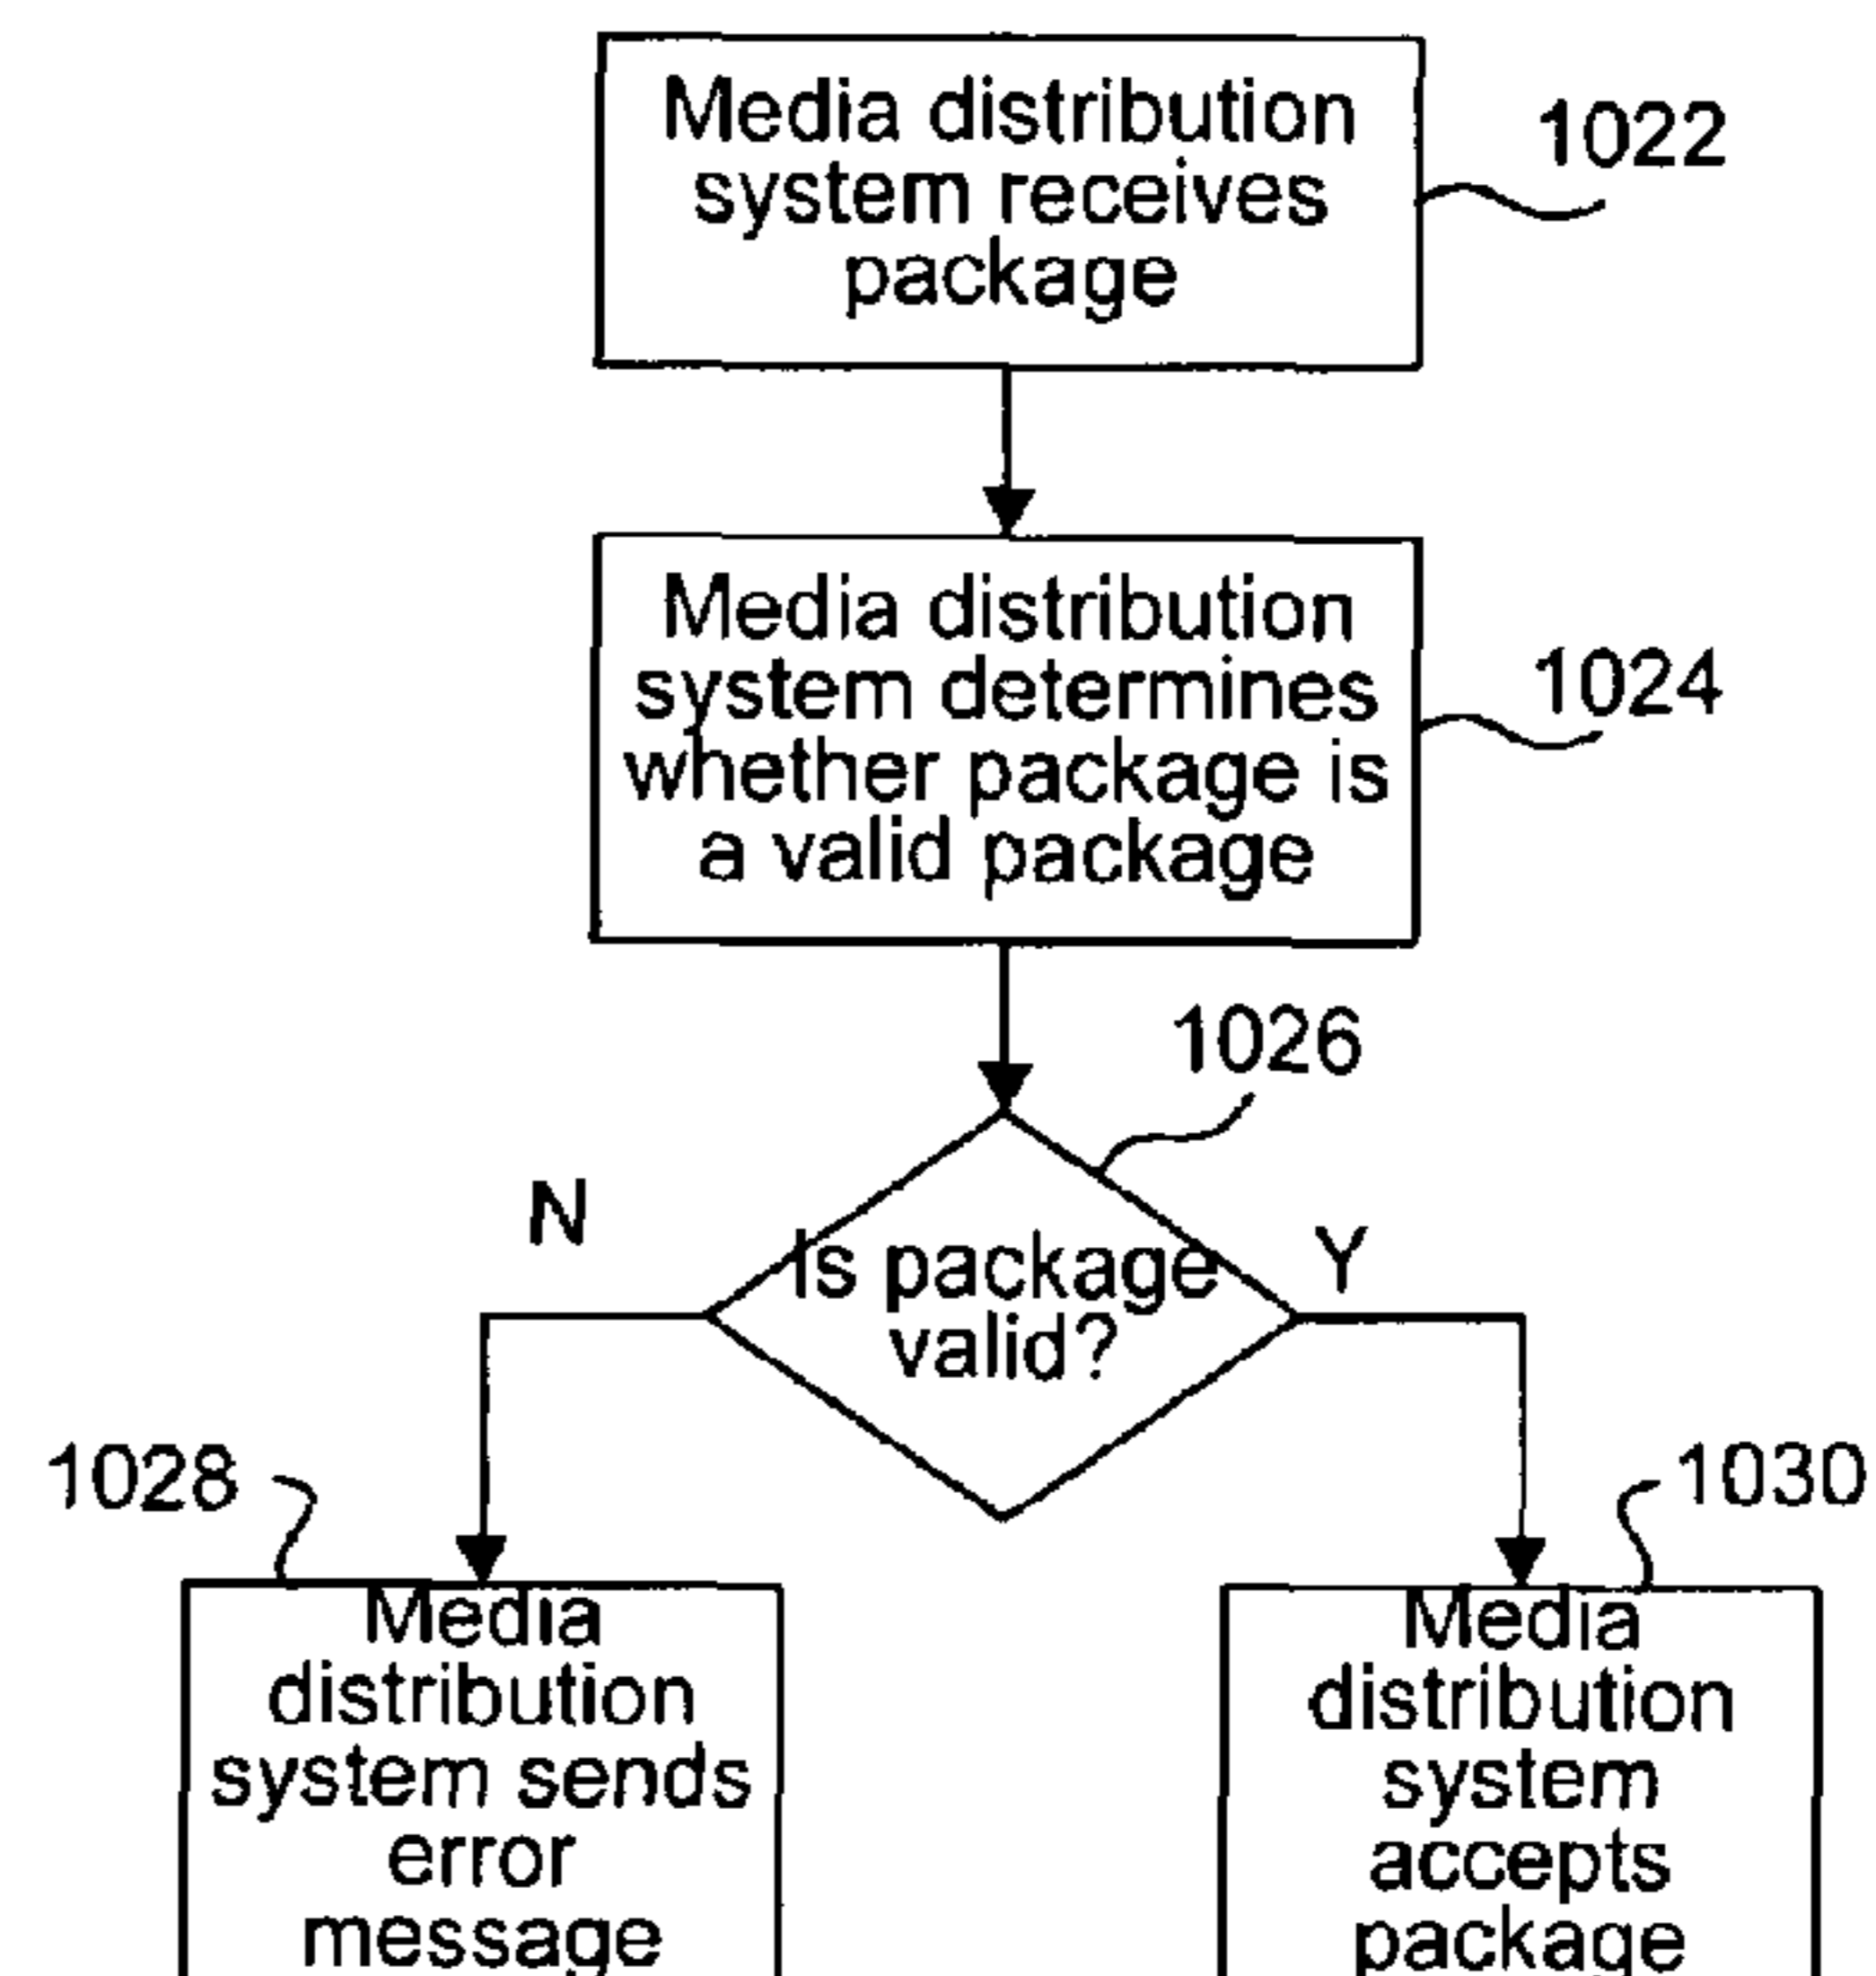 Media distribution
system receives
package
1022
Media distribution
system determines
whether package is
a valid package
1024
1026
N
Is package
valid?
Y
1028
1030
Media
distribution
system sends
error
message
Media
distribution
system
accepts
package